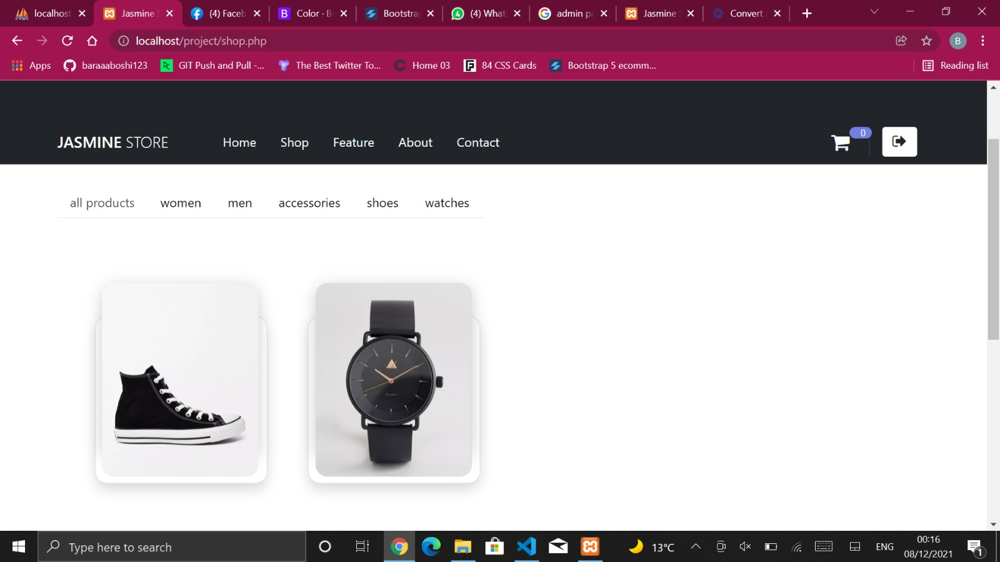 localhost
Jasmine S
(4) Faceb
Color · B
Bootstra
4
(4) What
admin p
Jasmine
Convert
localhost/project/shop.php
B
Apps
baraaaboshi123
GIT Push and Pull -...
The Best Twitter To...
Home 03
84 CSS Cards
Bootstrap 5 ecomm...
Reading list
JASMINE STORE
Home
Shop
Feature
About
Contact
0
all products
women
men
accessories
shoes
watches
Type here to search
13°C
ENG
00:16
08/12/2021
1